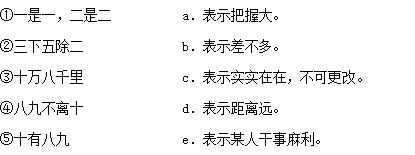 ①一是一，二是二 a．表示把握大。
②三下五除二 b．表示差不多。
③十万八千里 c．表示实实在在，不可更改。
④八九不离十 d．表示距离远。
⑤十有八九 e．表示某人干事麻利。